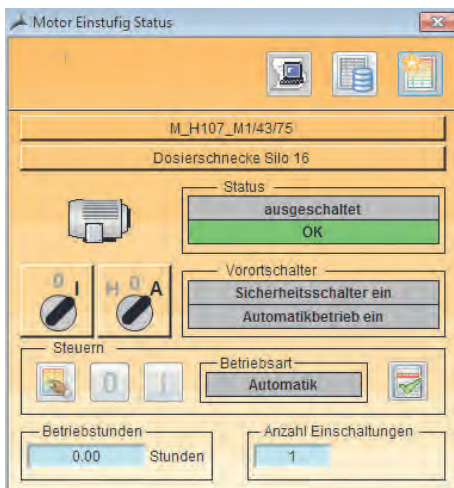 Motor Einstufig Status
M_H107_M1/43/75
Dosierschnecke Silo 16
Status
ausgeschaltet
OK
0 I
H 0 A
Vorortschalter
Sicherheitsschalter ein
Automatikbetrieb ein
Steuern
0 I
Betriebsart
Automatik
Betriebstunden
0.00 Stunden
Anzahl Einschaltungen
1